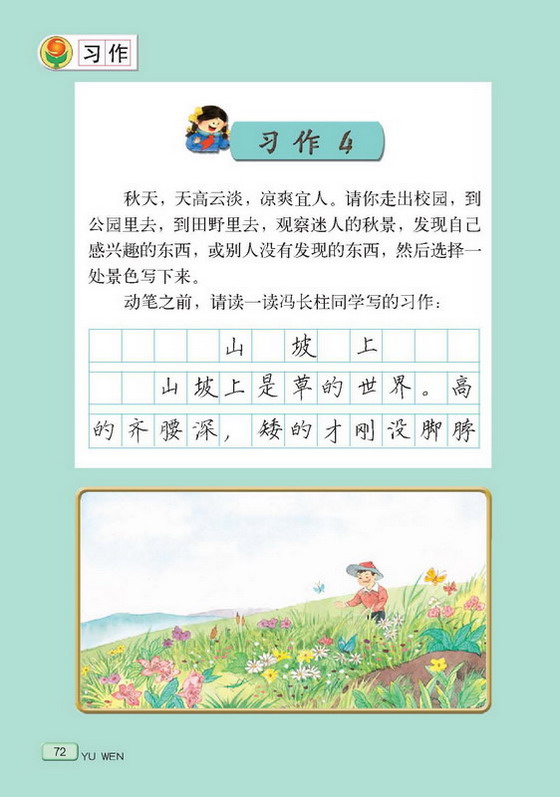 习作
习作4
秋天，天高云淡，凉爽宜人。请你走出校园，到
公园里去，到田野里去，观察迷人的秋景，发现自己
感兴趣的东西，或别人没有发现的东西，然后选择一
处景色写下来。
动笔之前，请读一读冯长柱同学写的习作：
山坡上
山坡上是草的世界。高
的齐腰深，矮的才刚没脚脖
72 YU WEN